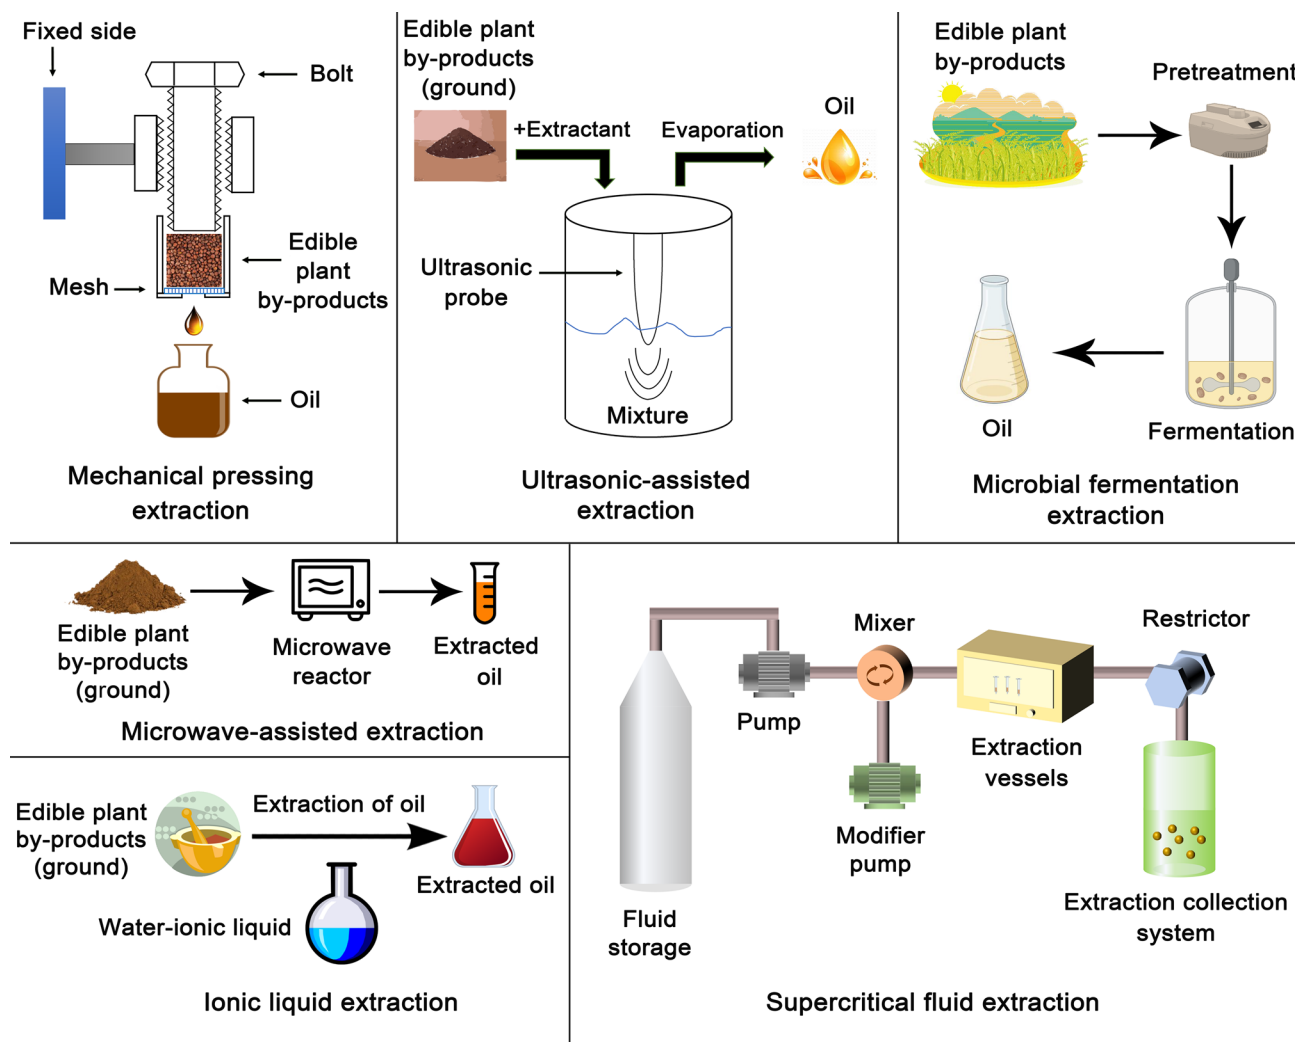 Fixed side
Bolt
Edible
plant
by-products
Mesh
Oil
Mechanical pressing
extraction
Edible plant
by-products
(ground)
+Extractant
Evaporation
Oil
Ultrasonic
probe
Mixture
Ultrasonic-assisted
extraction
Edible plant
by-products
Pretreatment
Oil
Fermentation
Microbial fermentation
extraction
Edible plant
by-products
(ground)
Microwave
reactor
Extracted
oil
Microwave-assisted extraction
Edible plant
by-products
(ground)
Extraction of oil
Extracted oil
Water-ionic liquid
Ionic liquid extraction
Fluid
storage
Pump
Mixer
Modifier
pump
Extraction
vessels
Restrictor
Extraction collection
system
Supercritical fluid extraction